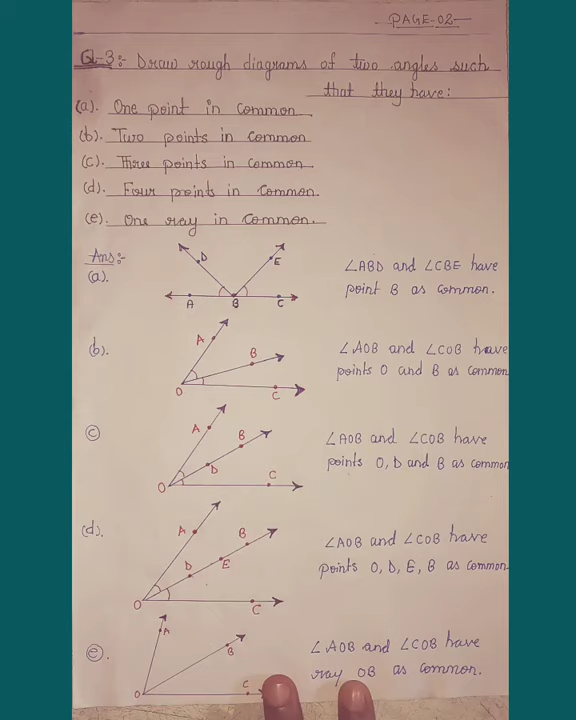 PAGE-02
Q-3:- Draw rough diagrams of two angles such
that they have:
(a). One point in common.
(b). Two points in common
(c). Three points in common.
(d). Four points in common.
(e). One ray in common.
Ans:-
(a).
D
E
A
B
C
∠ABD and ∠CBE have
point B as common.
(b).
A
B
O
C
∠AOB and ∠COB have
points O and B as common
(c)
A
B
D
C
O
∠AOB and ∠COB have
points O, D and B as common
(d).
A
B
D
E
O
C
∠AOB and ∠COB have
points O, D, E, B as common.
(e).
A
B
O
C
∠AOB and ∠COB have
ray OB as common.